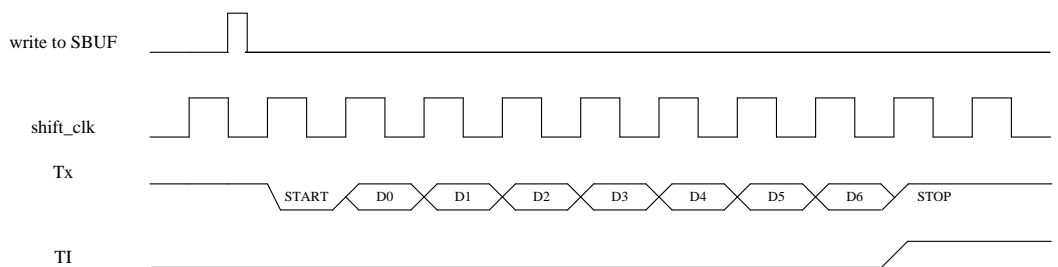 write to SBUF
shift_clk
Tx
START D0 D1 D2 D3 D4 D5 D6 STOP
TI